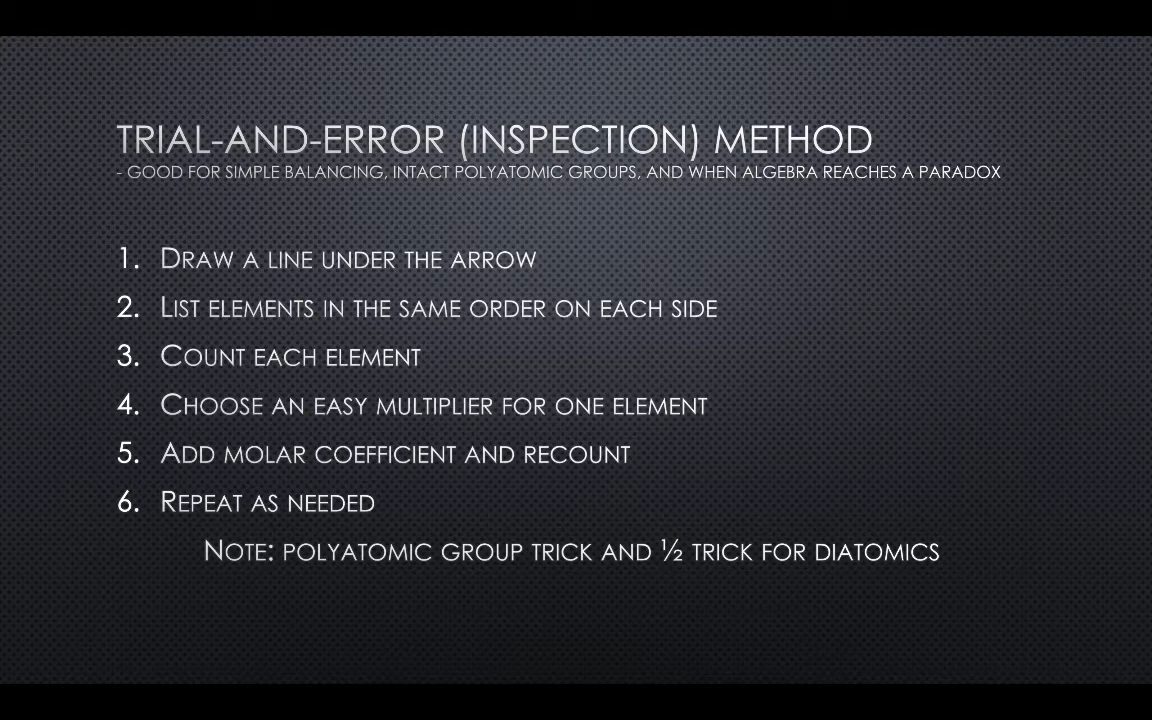 TRIAL-AND-ERROR (INSPECTION) METHOD
- GOOD FOR SIMPLE BALANCING, INTACT POLYATOMIC GROUPS, AND WHEN ALGEBRA REACHES A PARADOX
1. DRAW A LINE UNDER THE ARROW
2. LIST ELEMENTS IN THE SAME ORDER ON EACH SIDE
3. COUNT EACH ELEMENT
4. CHOOSE AN EASY MULTIPLIER FOR ONE ELEMENT
5. ADD MOLAR COEFFICIENT AND RECOUNT
6. REPEAT AS NEEDED
NOTE: POLYATOMIC GROUP TRICK AND ½ TRICK FOR DIATOMICS